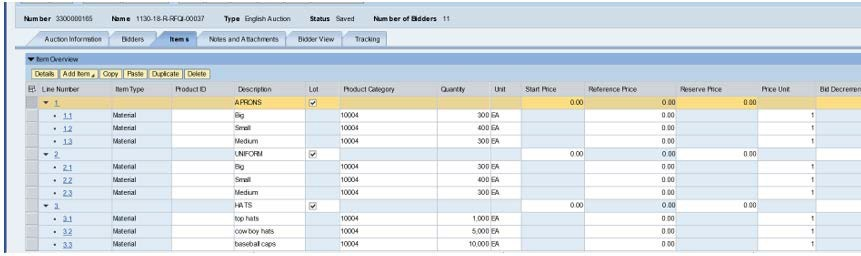 Number 3300000165 Name 1130-18-R-RFQI-00037 Type English Auction Status Saved Number of Bidders 11
Auction Information Bidders Items Notes and Attachments Bidder View Tracking
Item Overview
Details Add Item Copy Paste Duplicate Delete
Line Number Item Type Product ID Description Lot Product Category Quantity Unit Start Price Reference Price Reserve Price Price Unit Bid Decrement
1 APRONS 0.00 0.00 0.00
1.1 Material Big 10004 300 EA 0.00 1
1.2 Material Small 10004 400 EA 0.00 1
1.3 Material Medium 10004 300 EA 0.00 1
2 UNIFORM 0.00 0.00 0.00
2.1 Material Big 10004 300 EA 0.00 1
2.2 Material Small 10004 400 EA 0.00 1
2.3 Material Medium 10004 300 EA 0.00 1
3 HATS 0.00 0.00 0.00
3.1 Material top hats 10004 1,000 EA 0.00 1
3.2 Material cow boy hats 10004 5,000 EA 0.00 1
3.3 Material baseball caps 10004 10,000 EA 0.00 1